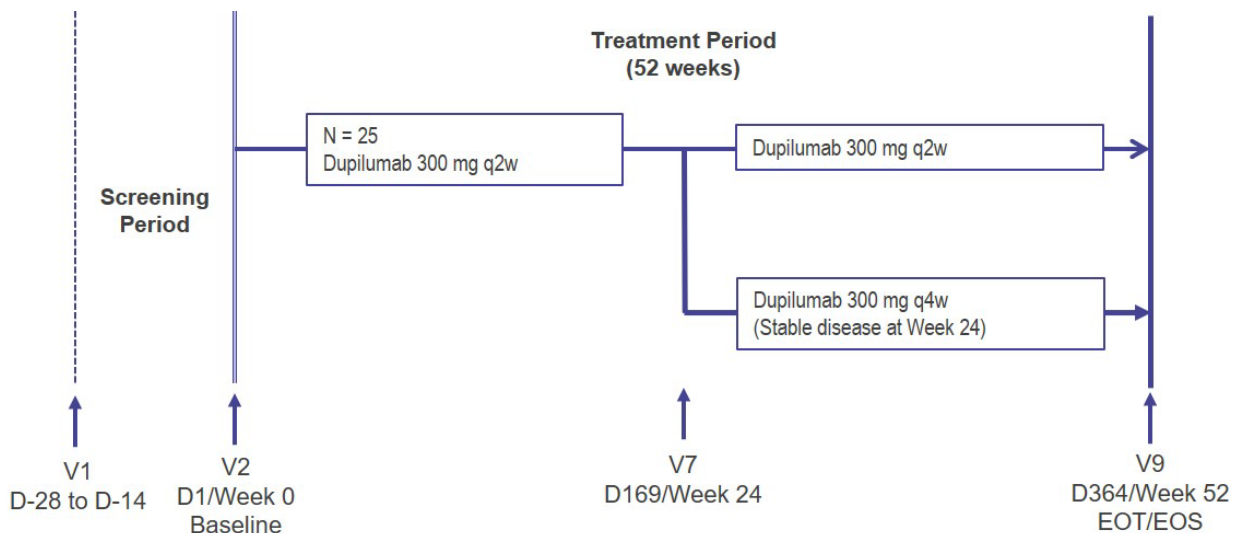 Treatment Period
(52 weeks)
N = 25
Dupilumab 300 mg q2w
Dupilumab 300 mg q2w
Screening
Period
Dupilumab 300 mg q4w
(Stable disease at Week 24)
V1
D-28 to D-14
V2
D1/Week 0
Baseline
V7
D169/Week 24
V9
D364/Week 52
EOT/EOS